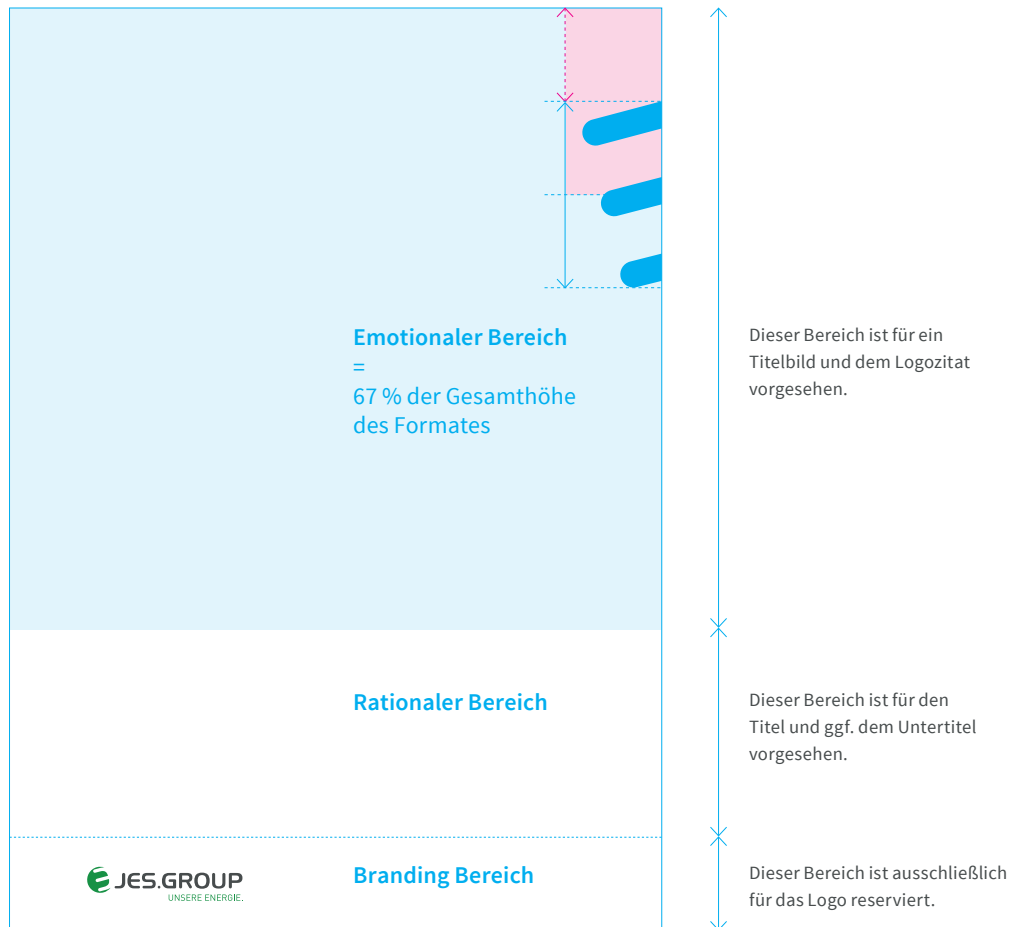 Emotionaler Bereich
=
67 % der Gesamthöhe
des Formates
Dieser Bereich ist für ein
Titelbild und dem Logozitat
vorgesehen.
Rationaler Bereich
Dieser Bereich ist für den
Titel und ggf. dem Untertitel
vorgesehen.
JES.GROUP
UNSERE ENERGIE.
Branding Bereich
Dieser Bereich ist ausschließlich
für das Logo reserviert.